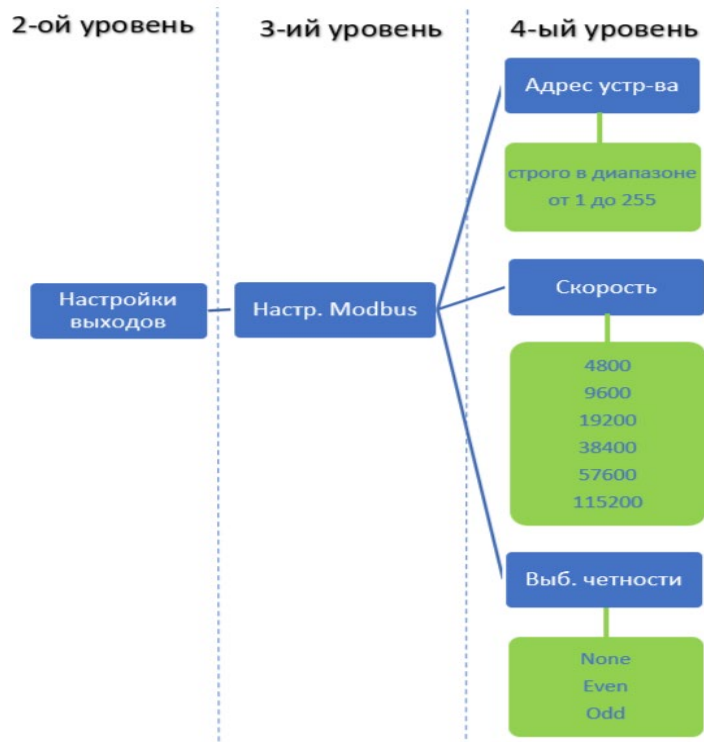 2-ой уровень
3-ий уровень
4-ый уровень
Адрес устр-ва
строго в диапазоне
от 1 до 255
Настройки
выходов
Настр. Modbus
Скорость
4800
9600
19200
38400
57600
115200
Выб. четности
None
Even
Odd